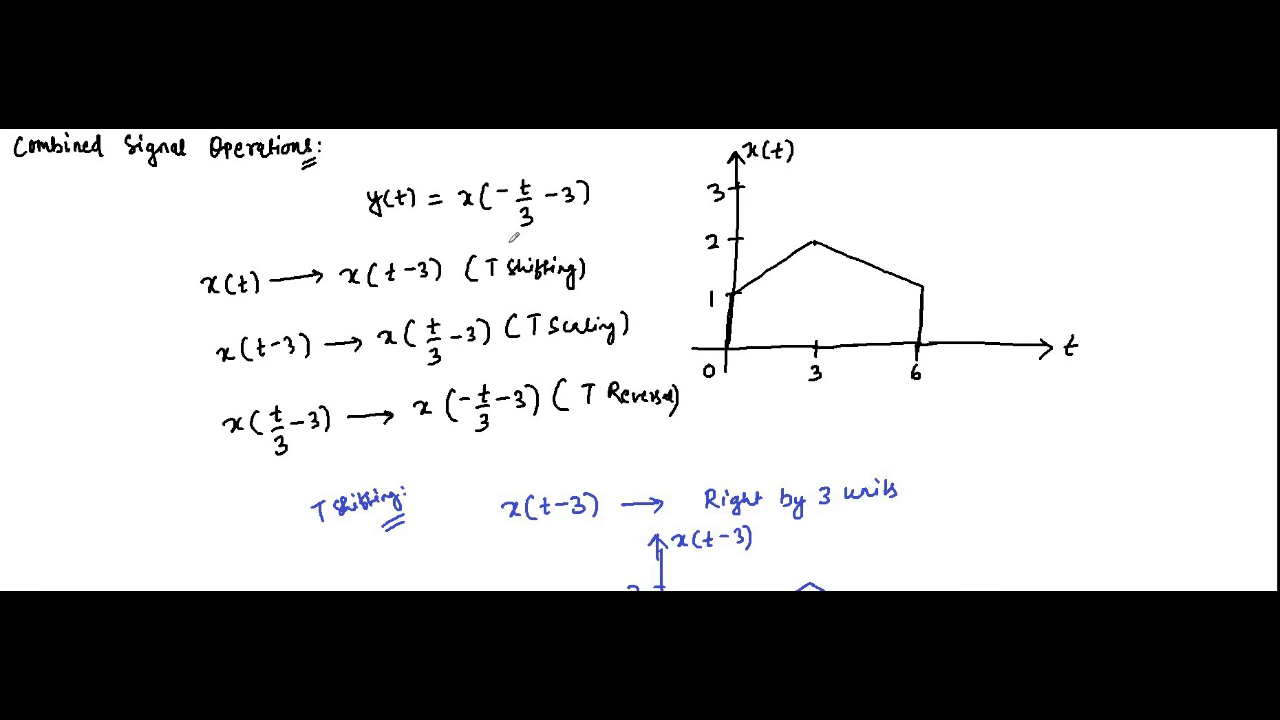 Combined Signal Operations:
y(t) = x(-t/3 -3)
x(t) ⟶ x(t-3) (T Shifting)
x(t-3) ⟶ x(t/3 -3) (T Scaling)
x(t/3 -3) ⟶ x(-t/3 -3) (T Reversal)
x(t)
3
2
1
0
3
6
t
T Shifting:
x(t-3) ⟶ Right by 3 units
x(t-3)